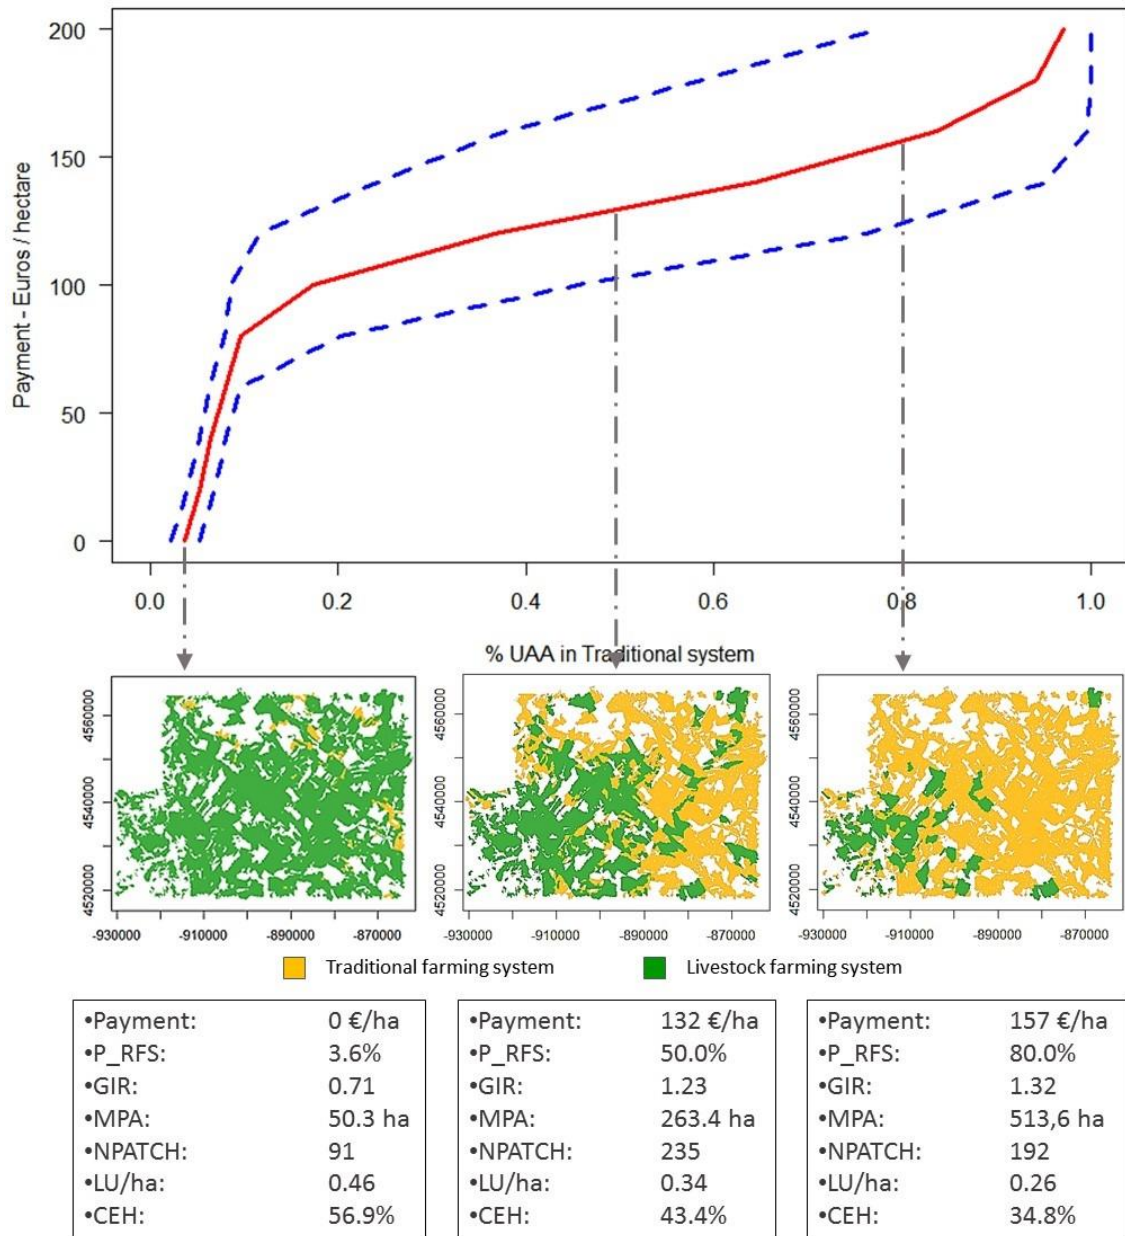 200
150
100
50
0
Payment - Euros / hectare
0.0 0.2 0.4 0.6 0.8 1.0
% UAA in Traditional system
4560000
4540000
4520000
-930000 -910000 -890000 -870000
4560000
4540000
4520000
-930000 -910000 -890000 -870000
4560000
4540000
4520000
-930000 -910000 -890000 -870000
Traditional farming system Livestock farming system
•Payment: 0 €/ha
•P_RFS: 3.6%
•GIR: 0.71
•MPA: 50.3 ha
•NPATCH: 91
•LU/ha: 0.46
•CEH: 56.9%
•Payment: 132 €/ha
•P_RFS: 50.0%
•GIR: 1.23
•MPA: 263.4 ha
•NPATCH: 235
•LU/ha: 0.34
•CEH: 43.4%
•Payment: 157 €/ha
•P_RFS: 80.0%
•GIR: 1.32
•MPA: 513,6 ha
•NPATCH: 192
•LU/ha: 0.26
•CEH: 34.8%